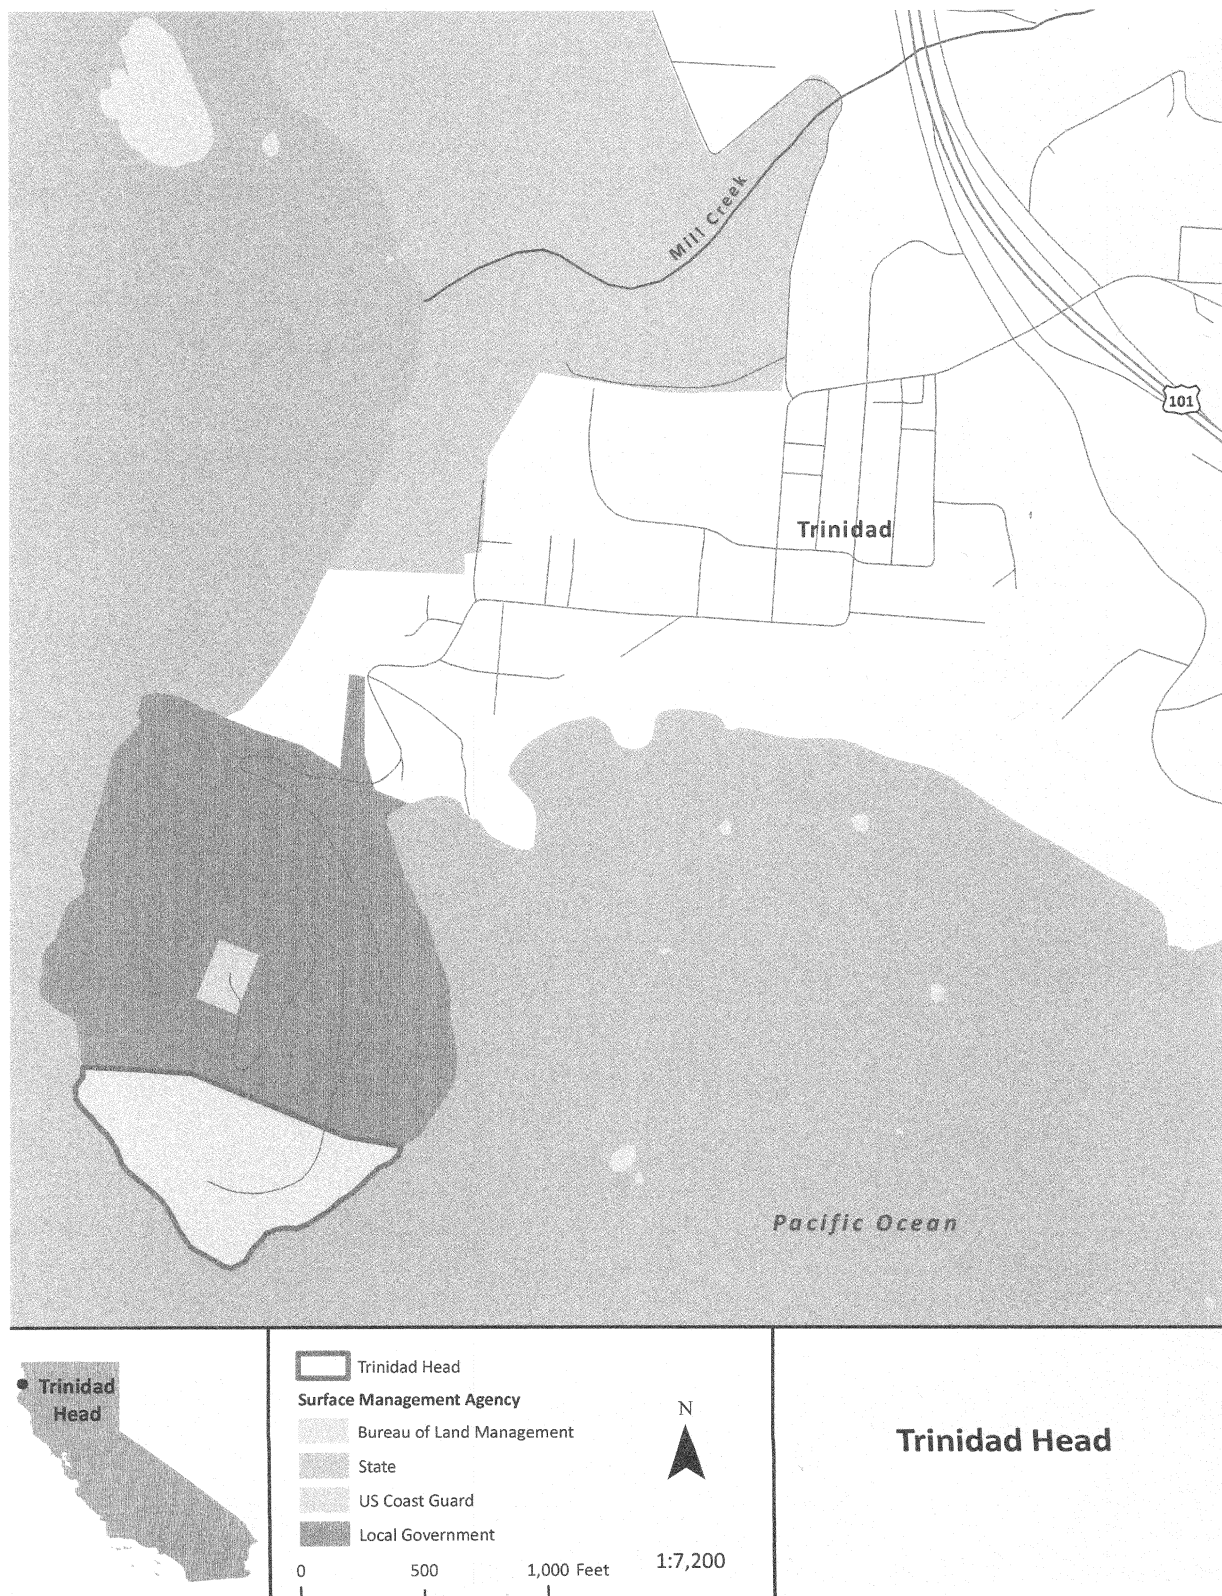 Mill Creek
101
Trinidad
Pacific Ocean
Trinidad
Head
Trinidad Head
Surface Management Agency
Bureau of Land Management
State
US Coast Guard
Local Government
0 500 1,000 Feet
N
1:7,200
Trinidad Head